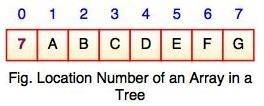 0 1 2 3 4 5 6 7
7 A B C D E F G
Fig. Location Number of an Array in a
Tree